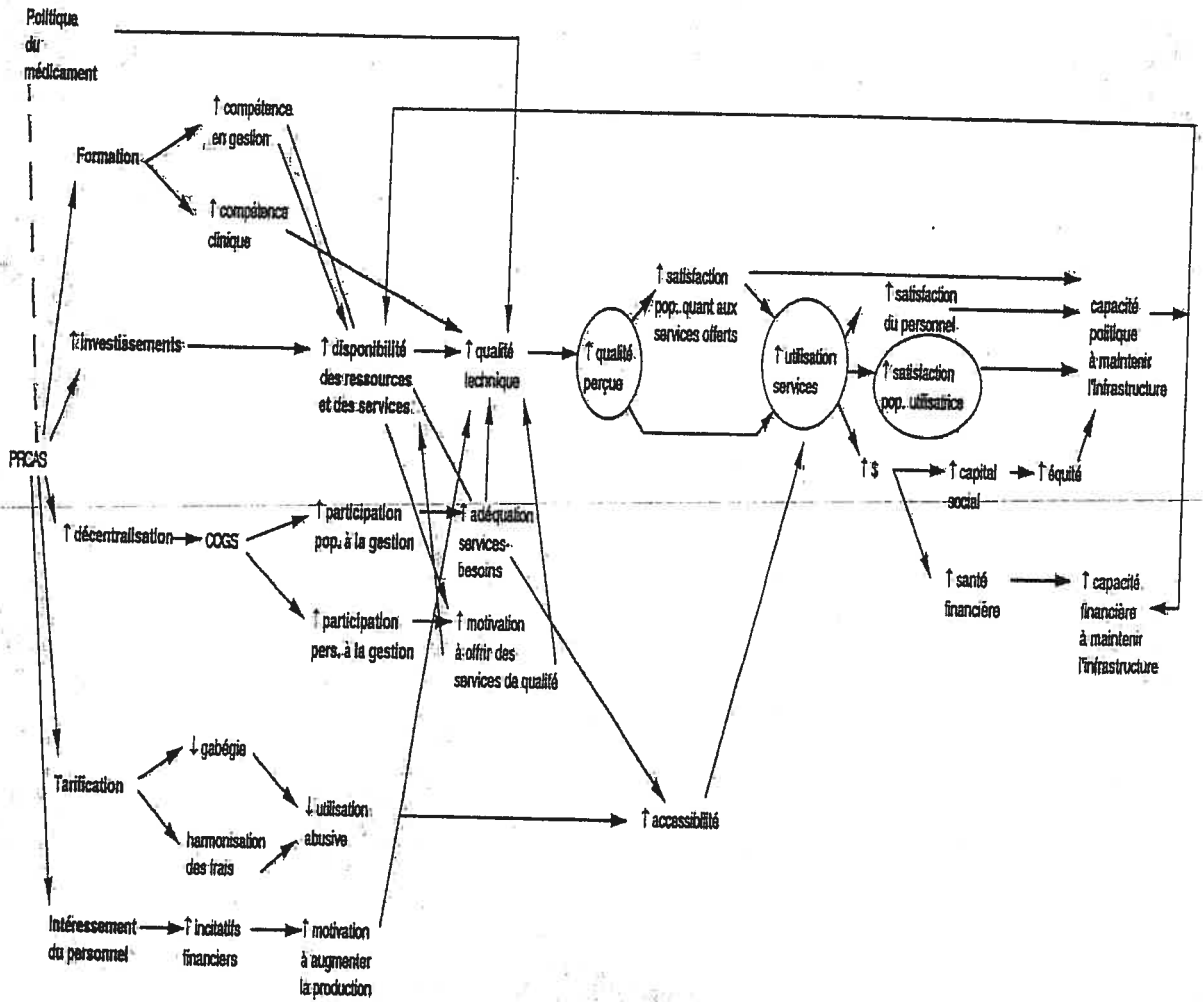 Politique
du
médicament
↑ compétence
en gestion
Formation
↑ compétence
clinique
↑ investissements
↑ disponibilité
des ressources
et des services
↑ qualité
technique
↑ qualité
perçue
↑ satisfaction
pop. quant aux
services offerts
↑ utilisation
services
↑ satisfaction
du personnel
↑ satisfaction
pop. utilisatrice
capacité
politique
à maintenir
l'infrastructure
PRCAS
↑ $
↑ capital
social
↑ équité
↑ décentralisation
COGS
↑ participation
pop. à la gestion
↑ adéquation
services-
besoins
↑ participation
pers. à la gestion
↑ motivation
à offrir des
services de qualité
↑ santé
financière
↑ capacité
financière
à maintenir
l'infrastructure
Tarification
↓ gabégie
harmonisation
des frais
↓ utilisation
abusive
↑ accessibilité
Intéressement
du personnel
↑ incitatifs
financiers
↑ motivation
à augmenter
la production